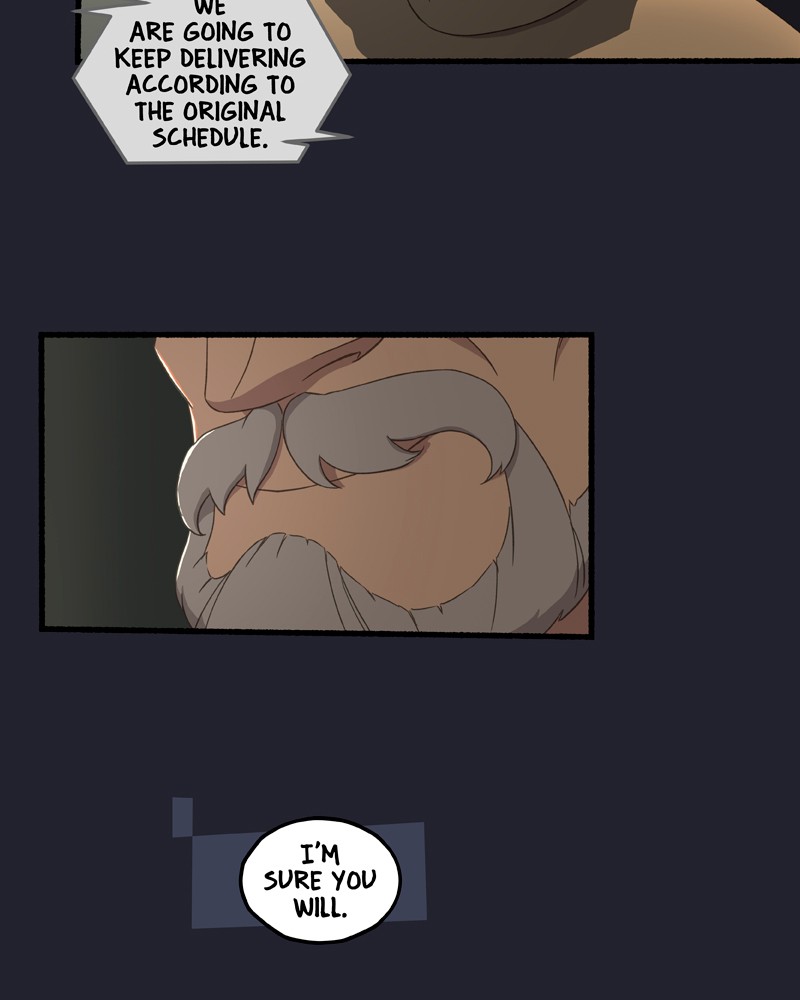 WE
ARE GOING TO
KEEP DELIVERING
ACCORDING TO
THE ORIGINAL
SCHEDULE.
I'M
SURE YOU
WILL.